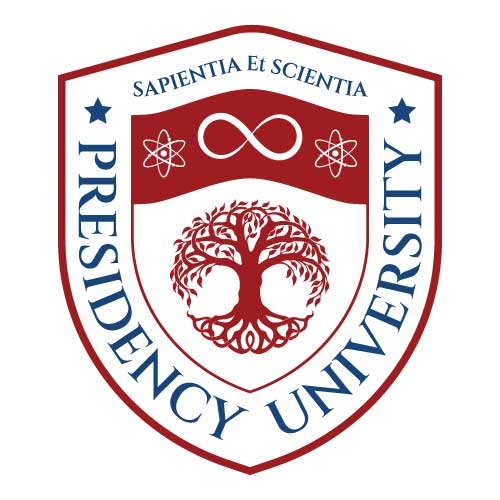 SAPIENTIA Et SCIENTIA
PRESIDENCY UNIVERSITY